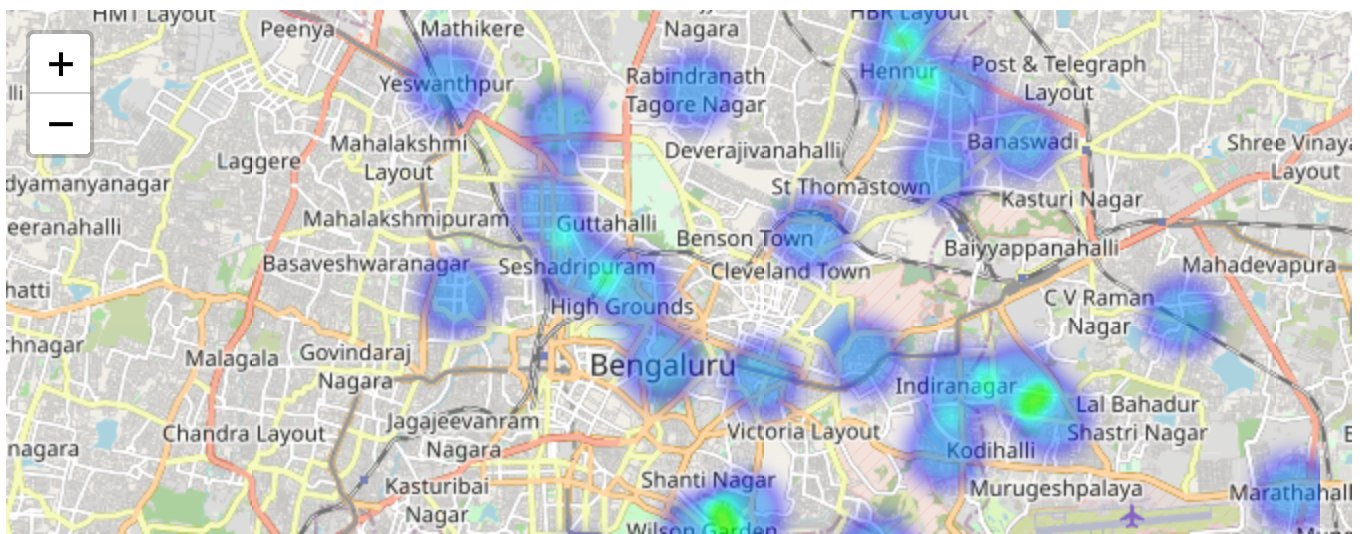 HMT Layout
Peenya
Mathikere
Nagara
HBR Layout
+
−
Yeswanthpur
Rabindranath
Tagore Nagar
Hennur
Post & Telegraph
Layout
lli
Mahalakshmi
Layout
Laggere
Deverajivanahalli
Banaswadi
Shree Vinaya
Layout
dyamanyanagar
St Thomastown
Kasturi Nagar
eeranahalli
Mahalakshmipuram
Guttahalli
Benson Town
Baiyyappanahalli
Basaveshwaranagar
Seshadripuram
Cleveland Town
Mahadevapura
hatti
High Grounds
C V Raman
Nagar
hnagar
Malagala
Govindaraj
Nagara
Bengaluru
Indiranagar
Lal Bahadur
Shastri Nagar
Chandra Layout
Jagajeevanram
Nagara
Victoria Layout
Kodihalli
nagara
Kasturibai
Nagar
Shanti Nagar
Murugeshpalaya
Marathahall
Wilson Garden